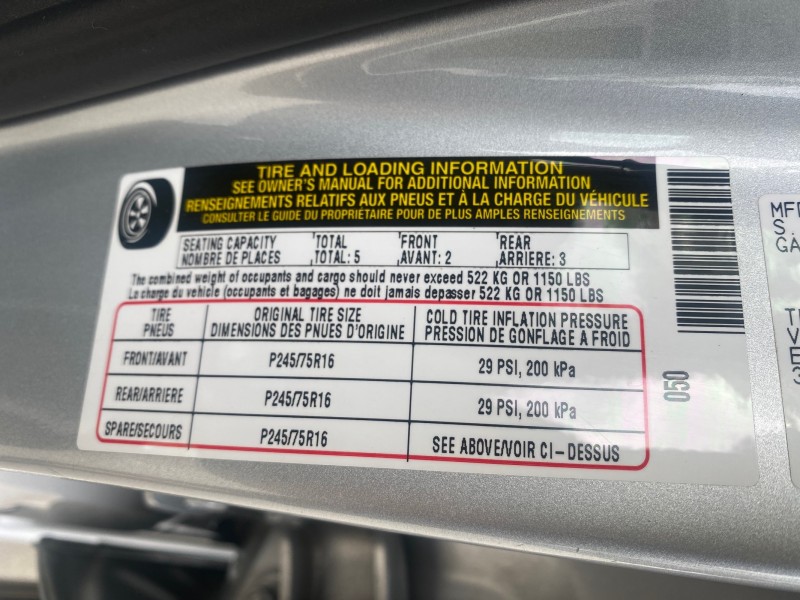 TIRE AND LOADING INFORMATION
SEE OWNER'S MANUAL FOR ADDITIONAL INFORMATION
RENSEIGNEMENTS RELATIFS AUX PNEUS ET À LA CHARGE DU VÉHICULE
CONSULTER LE GUIDE DU PROPRIÉTAIRE POUR DE PLUS AMPLES RENSEIGNEMENTS
SEATING CAPACITY TOTAL FRONT REAR
NOMBRE DE PLACES TOTAL: 5 AVANT: 2 ARRIERE: 3
The combined weight of occupants and cargo should never exceed 522 KG OR 1150 LBS
La charge du vehicle (occupants et bagages) ne doit jamais depasser 522 KG OR 1150 LBS
TIRE ORIGINAL TIRE SIZE COLD TIRE INFLATION PRESSURE
PNEUS DIMENSIONS DES PNUES D'ORIGINE PRESSION DE GONFLAGE A FROID
FRONT/AVANT P245/75R16 29 PSI, 200 kPa
REAR/ARRIERE P245/75R16 29 PSI, 200 kPa
SPARE/SECOURS P245/75R16 SEE ABOVE/VOIR CI-DESSUS
050
MFD
S.
GA